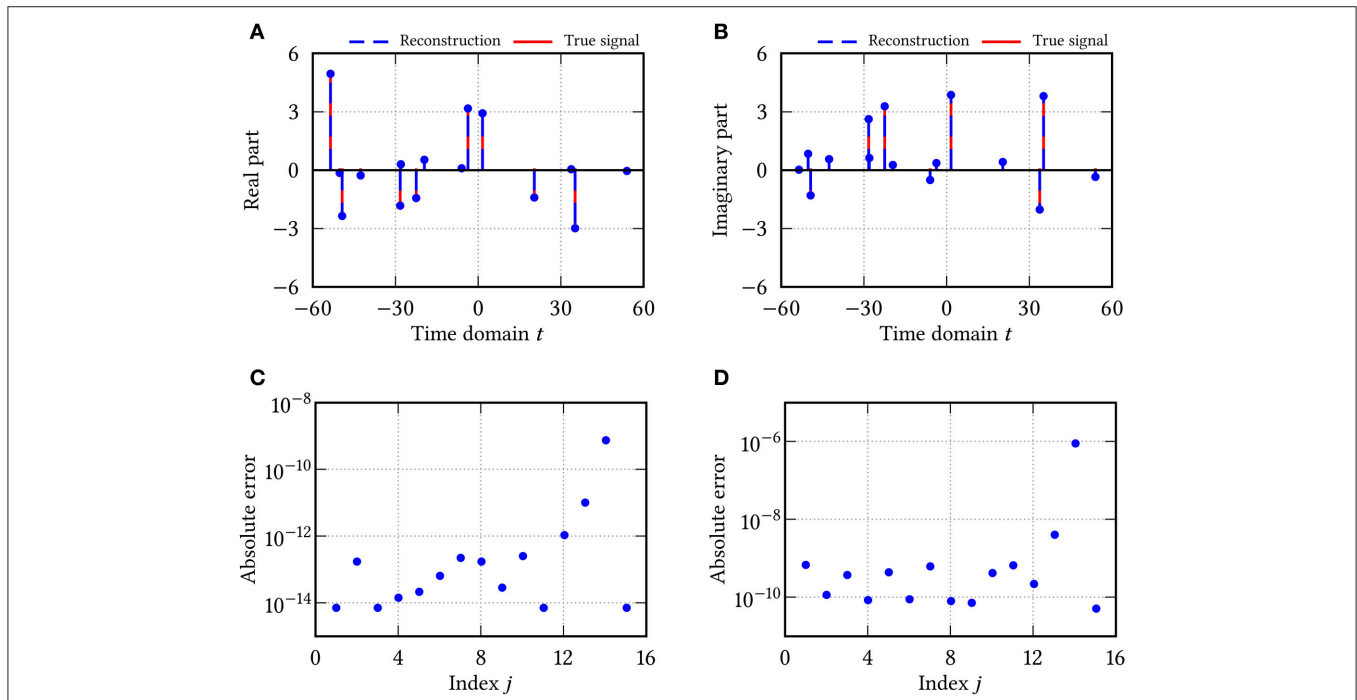 A
Reconstruction True signal
6
3
0
−3
−6
Real part
−60 −30 0 30 60
Time domain t
B
Reconstruction True signal
6
3
0
−3
−6
Imaginary part
−60 −30 0 30 60
Time domain t
C
10⁻⁸
10⁻¹⁰
10⁻¹²
10⁻¹⁴
Absolute error
0 4 8 12 16
Index j
D
10⁻⁶
10⁻⁸
10⁻¹⁰
Absolute error
0 4 8 12 16
Index j